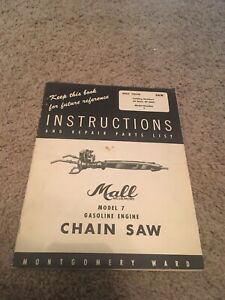 Keep this book
for future reference
SAW
INSTRUCTIONS
AND REPAIR PARTS LIST
Mall
MODEL 7
GASOLINE ENGINE
CHAIN SAW
MONTGOMERY WARD